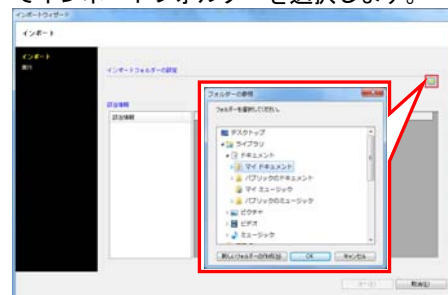 でインポートフォルダーを選択します。
インポートウィザード
インポート
インポート
実行
インポートフォルダーの設定
フォルダーの参照
フォルダーを選択してください。
デスクトップ
ライブラリ
ドキュメント
マイ ドキュメント
パブリックのドキュメント
マイ ミュージック
パブリックのミュージック
ピクチャ
ビデオ
ミュージック
新しいフォルダーの作成(N)
OK
キャンセル
取消(C)